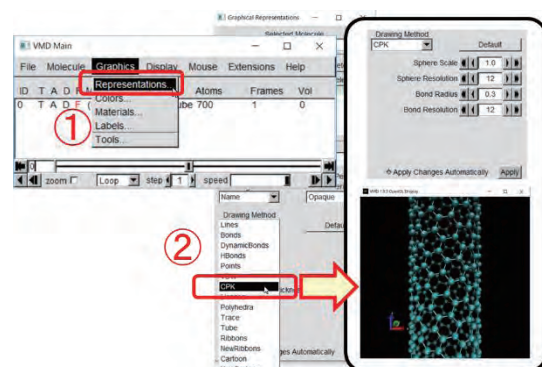 Graphical Representations
Selected Molecule
VMD Main
File Molecule Graphics Display Mouse Extensions Help
ID T A D F Atoms Frames Vol
0 T A D F 700 1 0
Representations...
Colors...
Materials...
Labels...
Tools...
①
0
zoom Loop step 1 speed
Name Opaque
Drawing Method
Lines
Bonds
DynamicBonds
HBonds
Points
②
CPK
Polyhedra
Trace
Tube
Ribbons
NewRibbons
Cartoon
ges Automatically
Drawing Method
CPK Default
Sphere Scale 1.0
Sphere Resolution 12
Bond Radius 0.3
Bond Resolution 12
Apply Changes Automatically Apply